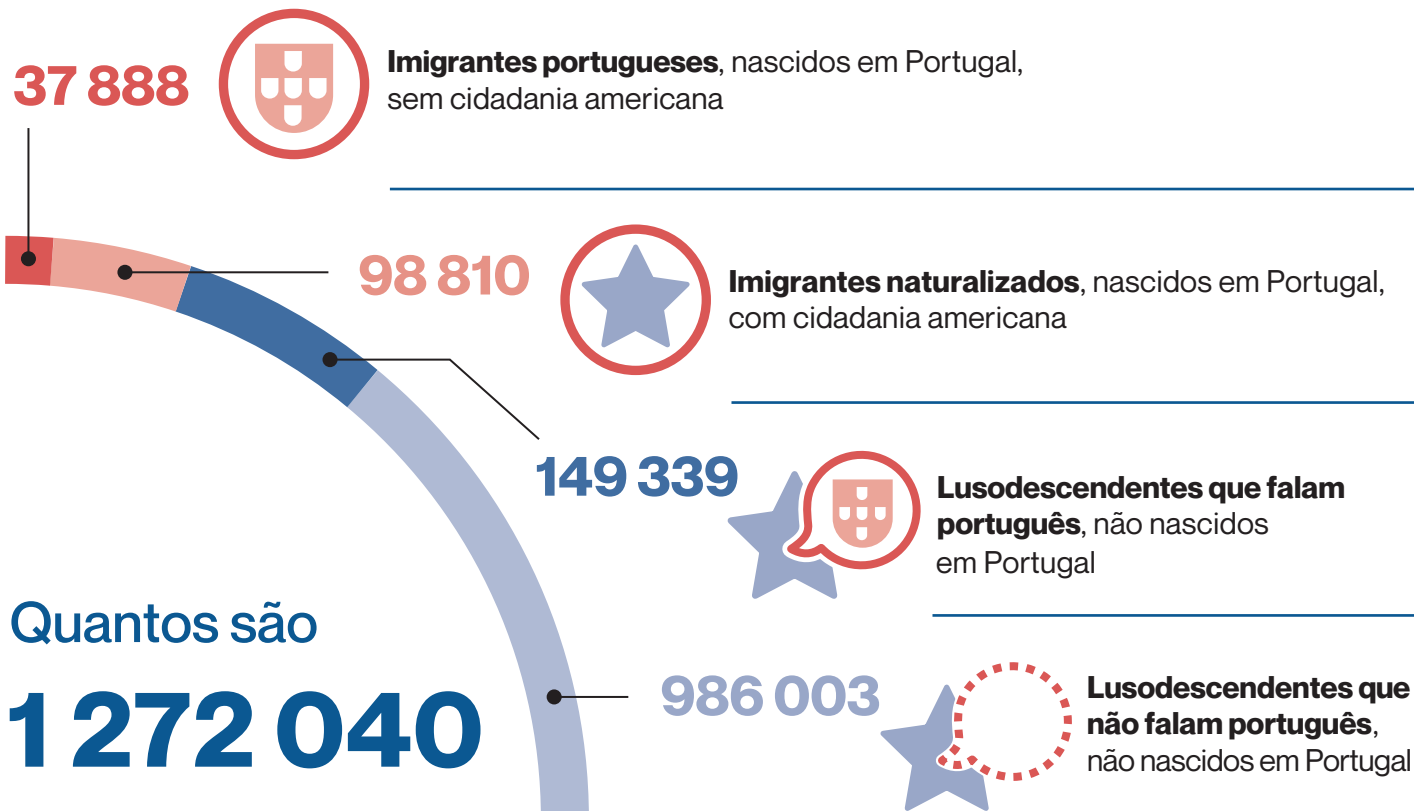 37 888
Imigrantes portugueses, nascidos em Portugal,
sem cidadania americana
98 810
Imigrantes naturalizados, nascidos em Portugal,
com cidadania americana
149 339
Lusodescendentes que falam
português, não nascidos
em Portugal
Quantos são
1 272 040
986 003
Lusodescendentes que
não falam português,
não nascidos em Portugal